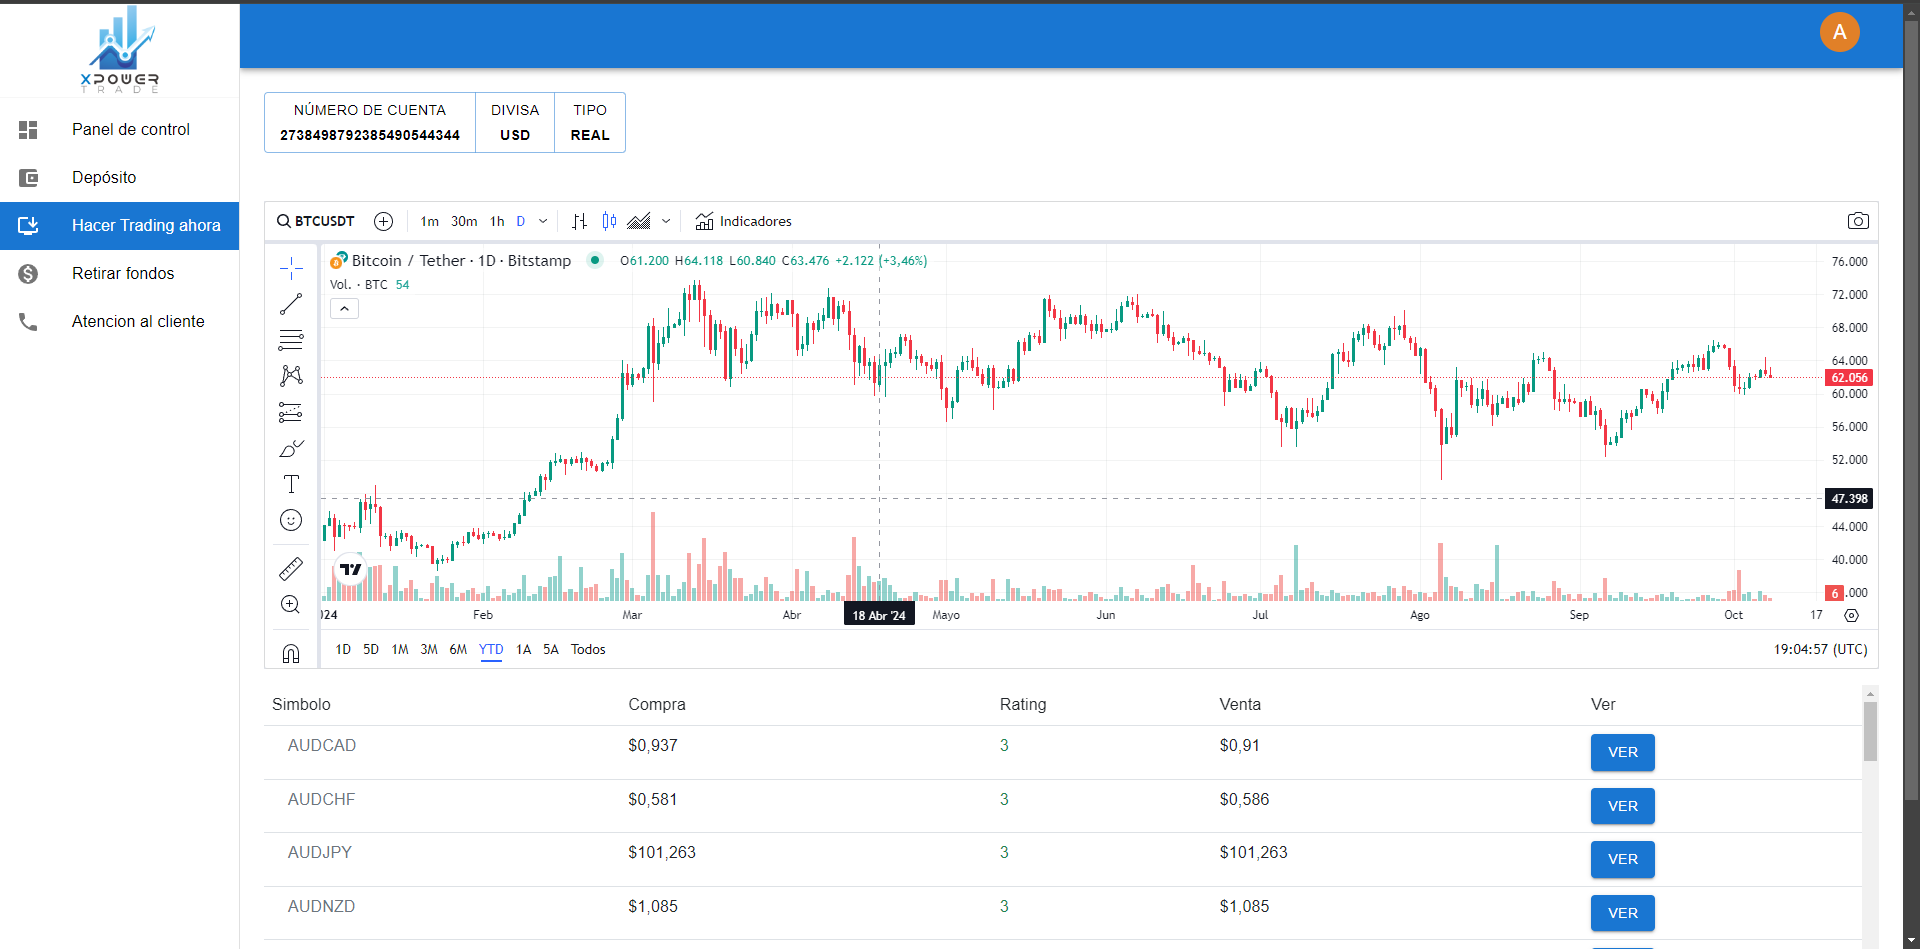 XPOWER
TRADE
A
Panel de control
Depósito
Hacer Trading ahora
Retirar fondos
Atencion al cliente
NÚMERO DE CUENTA DIVISA TIPO
2738498792385490544344 USD REAL
BTCUSDT 1m 30m 1h D Indicadores
Bitcoin / Tether · 1D · Bitstamp O61.200 H64.118 L60.840 C63.476 +2.122 (+3,46%)
Vol. · BTC 54
76.000
72.000
68.000
64.000
62.056
60.000
56.000
52.000
47.398
44.000
40.000
6 .000
2024 Feb Mar Abr 18 Abr '24 Mayo Jun Jul Ago Sep Oct 17
1D 5D 1M 3M 6M YTD 1A 5A Todos 19:04:57 (UTC)
Simbolo Compra Rating Venta Ver
AUDCAD $0,937 3 $0,91 VER
AUDCHF $0,581 3 $0,586 VER
AUDJPY $101,263 3 $101,263 VER
AUDNZD $1,085 3 $1,085 VER